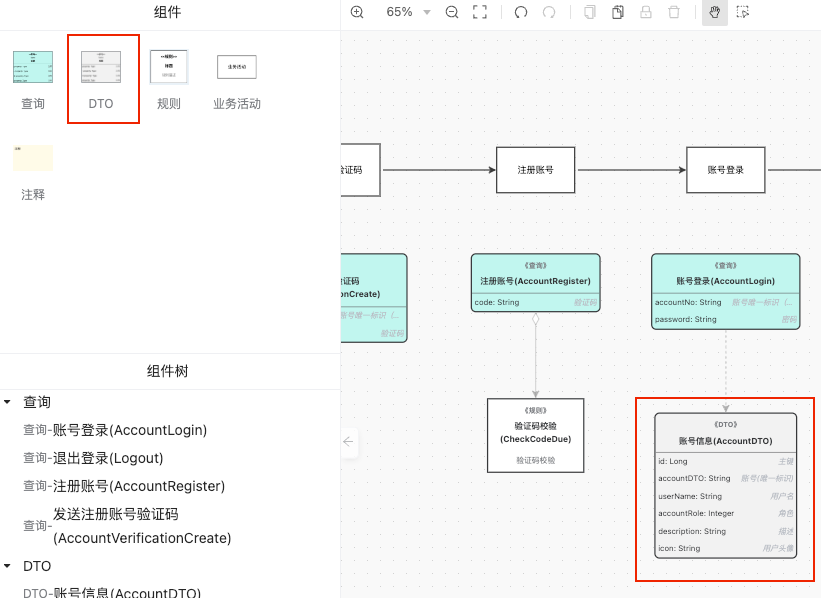 组件
65%
查询
DTO
规则
业务活动
注释
组件树
查询
查询-账号登录(AccountLogin)
查询-退出登录(Logout)
查询-注册账号(AccountRegister)
查询-发送注册账号验证码
(AccountVerificationCreate)
DTO
DTO-账号信息(AccountDTO)
验证码
注册账号
账号登录
证码
onCreate)
账号唯一标识（...
验证码
《查询》
注册账号(AccountRegister)
code: String 验证码
《查询》
账号登录(AccountLogin)
accountNo: String 账号唯一标识（...
password: String 密码
《规则》
验证码校验
(CheckCodeDue)
验证码校验
《DTO》
账号信息(AccountDTO)
id: Long 主键
accountDTO: String 账号(唯一标识)
userName: String 用户名
accountRole: Integer 角色
description: String 描述
icon: String 用户头像